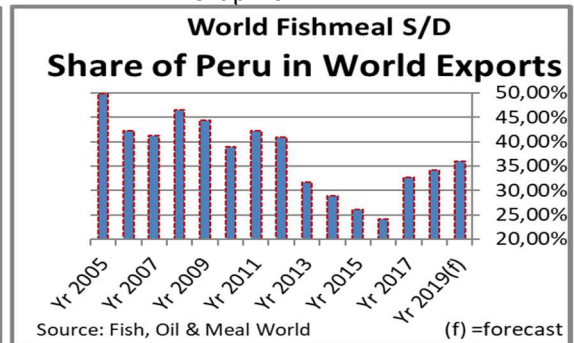 World Fishmeal S/D
Share of Peru in World Exports
50,00%
45,00%
40,00%
35,00%
30,00%
25,00%
20,00%
Yr 2005
Yr 2007
Yr 2009
Yr 2011
Yr 2013
Yr 2015
Yr 2017
Yr 2019(f)
Source: Fish, Oil & Meal World (f) =forecast